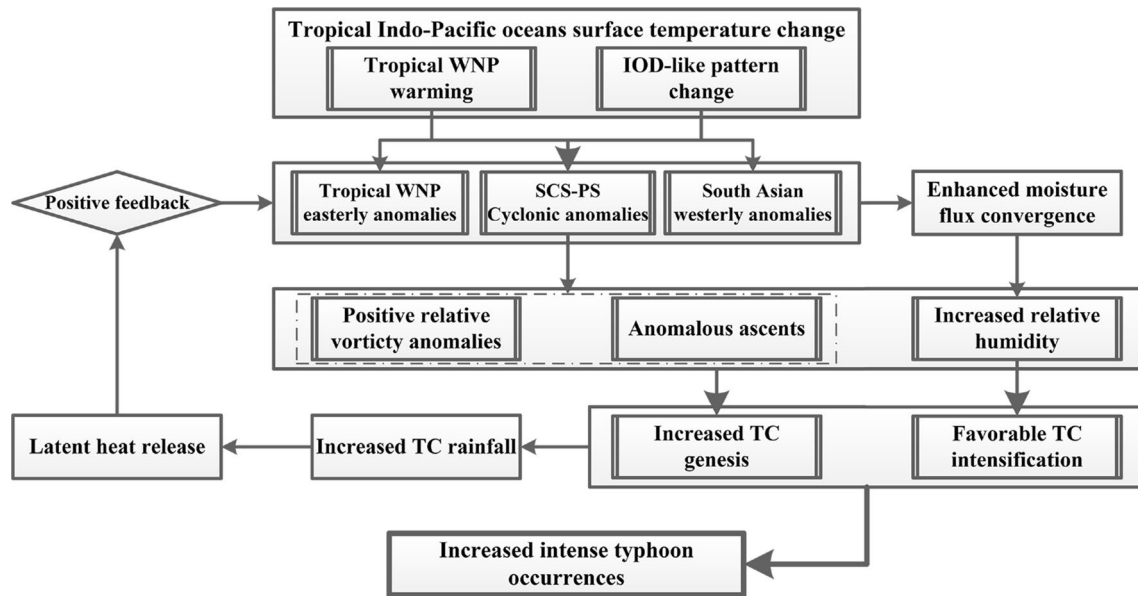 Tropical Indo-Pacific oceans surface temperature change
Tropical WNP
warming
IOD-like pattern
change
Positive feedback
Tropical WNP
easterly anomalies
SCS-PS
Cyclonic anomalies
South Asian
westerly anomalies
Enhanced moisture
flux convergence
Positive relative
vorticty anomalies
Anomalous ascents
Increased relative
humidity
Latent heat release
Increased TC rainfall
Increased TC
genesis
Favorable TC
intensification
Increased intense typhoon
occurrences